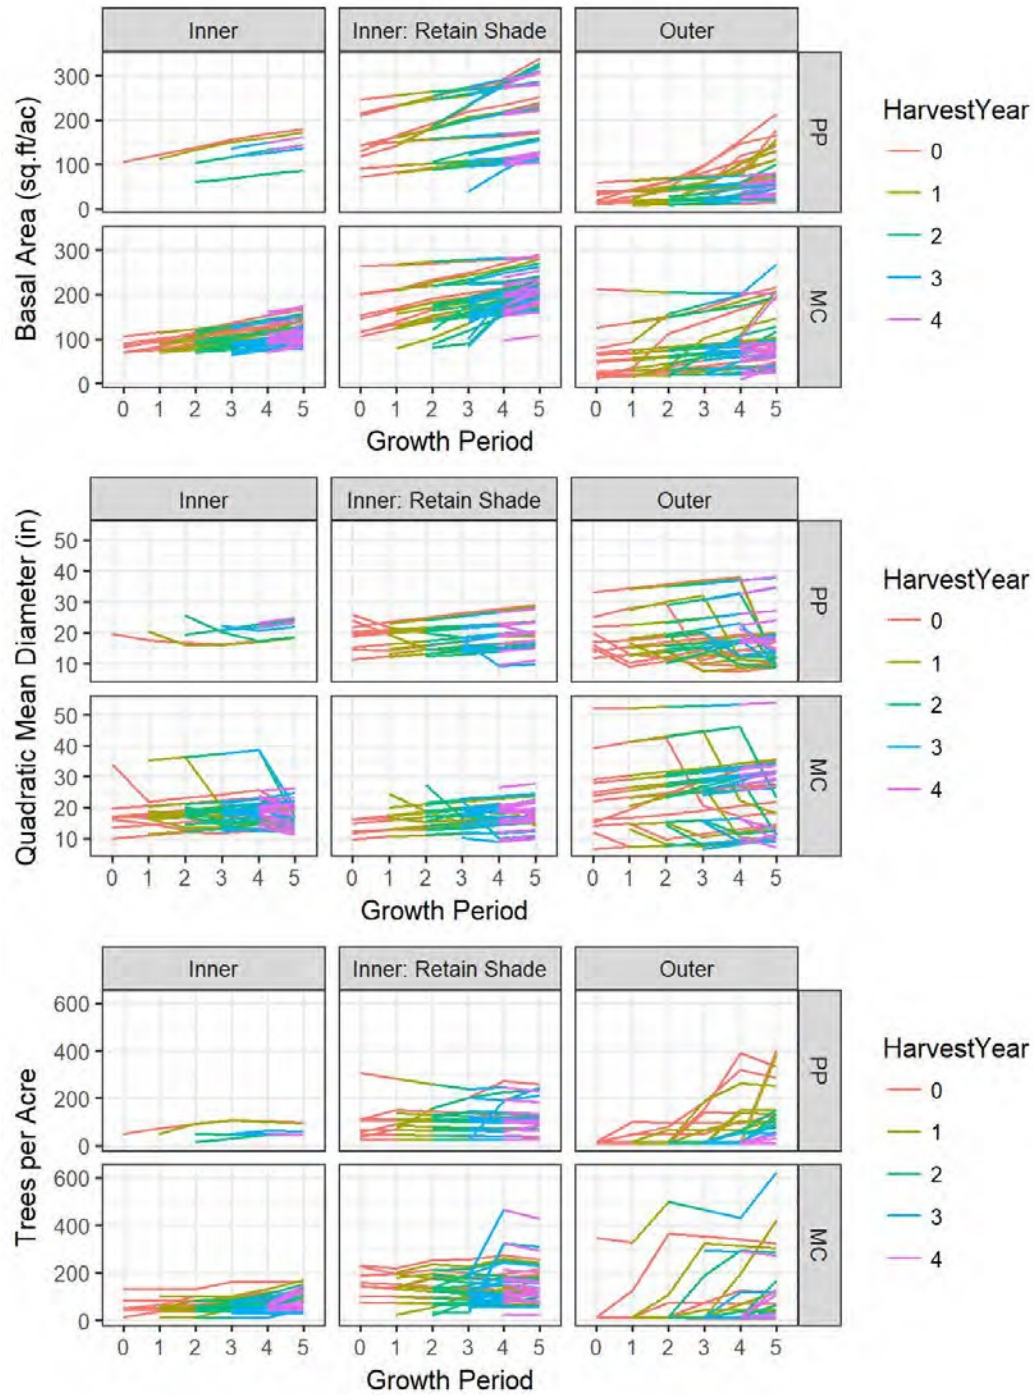 Inner Inner: Retain Shade Outer
Basal Area (sq.ft/ac)
300
200
100
0
PP
300
200
100
0
MC
0 1 2 3 4 5 0 1 2 3 4 5 0 1 2 3 4 5
Growth Period
HarvestYear
0
1
2
3
4
Inner Inner: Retain Shade Outer
Quadratic Mean Diameter (in)
50
40
30
20
10
PP
50
40
30
20
10
MC
0 1 2 3 4 5 0 1 2 3 4 5 0 1 2 3 4 5
Growth Period
HarvestYear
0
1
2
3
4
Inner Inner: Retain Shade Outer
Trees per Acre
600
400
200
0
PP
600
400
200
0
MC
0 1 2 3 4 5 0 1 2 3 4 5 0 1 2 3 4 5
Growth Period
HarvestYear
0
1
2
3
4